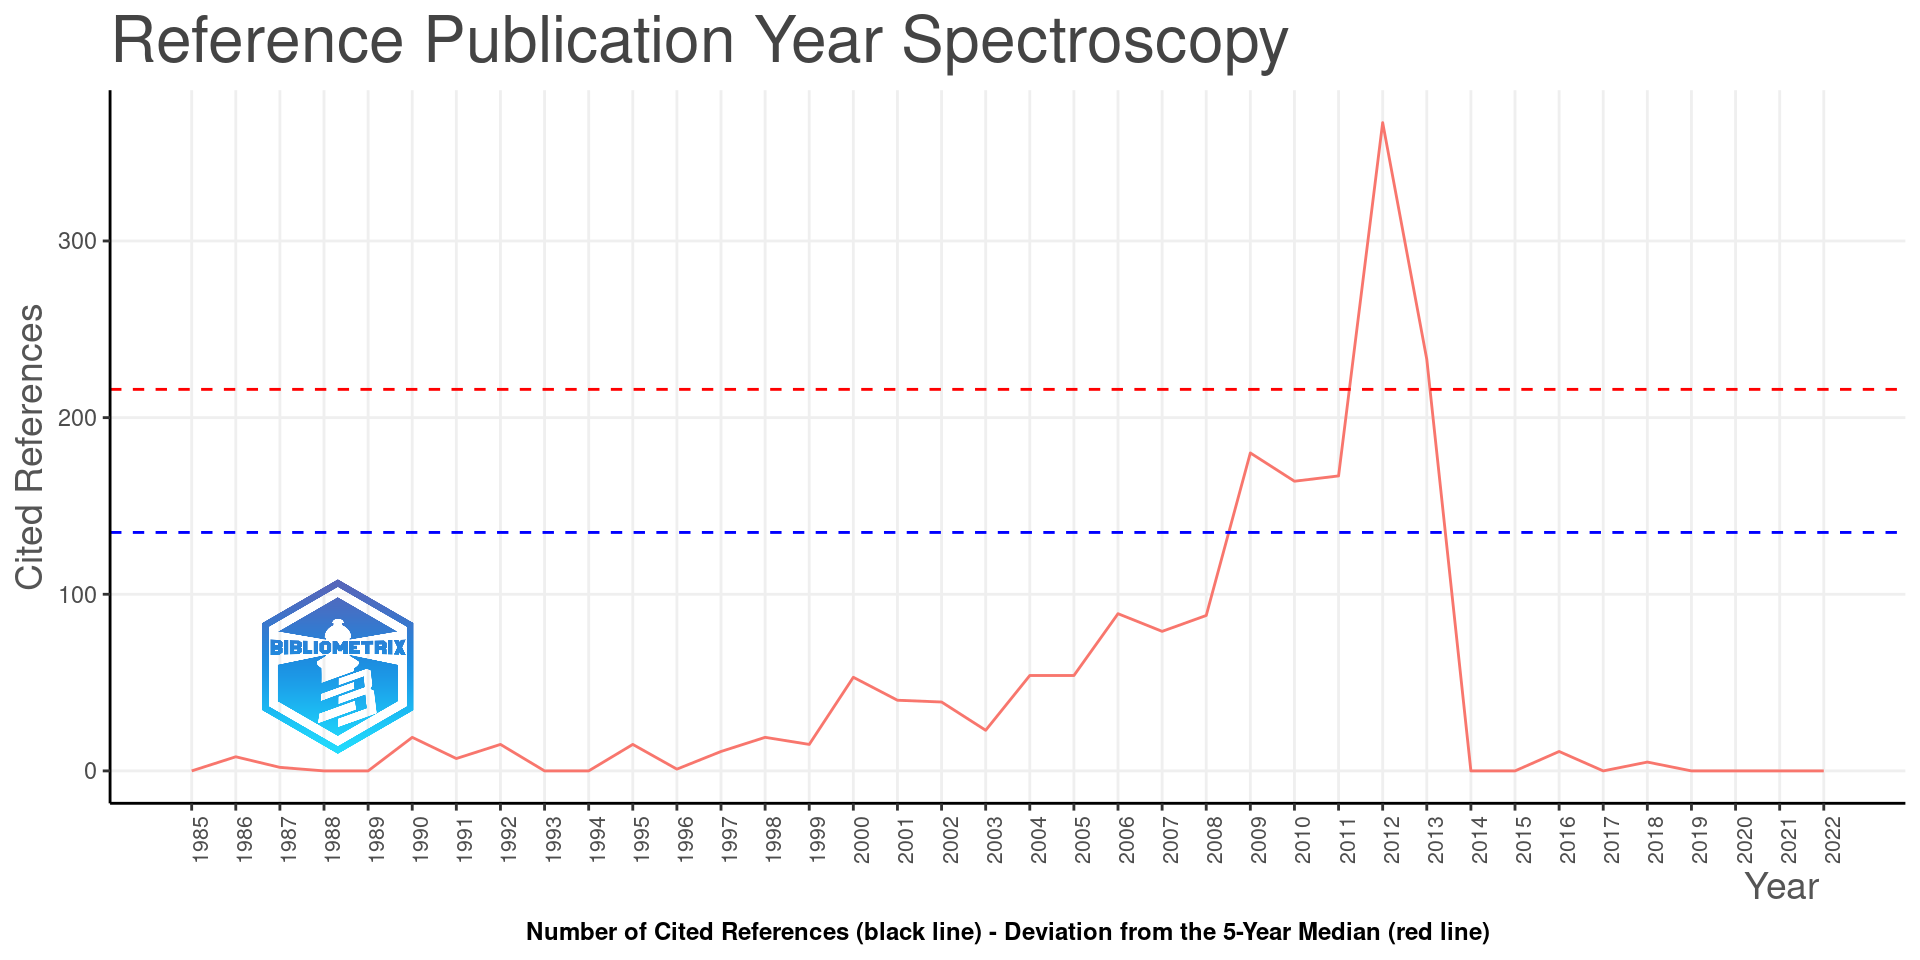 Reference Publication Year Spectroscopy
Cited References
300
200
100
0
BIBLIOMETRIX
1985 1986 1987 1988 1989 1990 1991 1992 1993 1994 1995 1996 1997 1998 1999 2000 2001 2002 2003 2004 2005 2006 2007 2008 2009 2010 2011 2012 2013 2014 2015 2016 2017 2018 2019 2020 2021 2022
Year
Number of Cited References (black line) - Deviation from the 5-Year Median (red line)